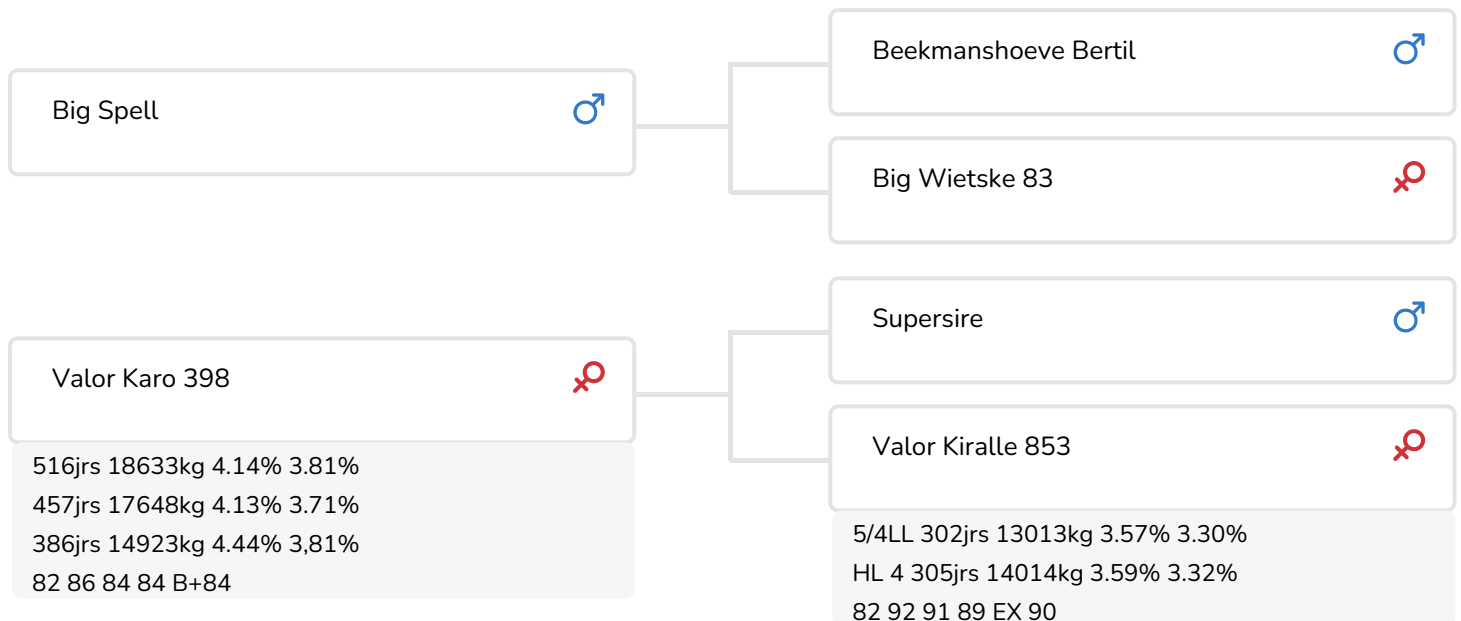 Big Spell
Beekmanshoeve Bertil
Big Wietske 83
Valor Karo 398
516jrs 18633kg 4.14% 3.81%
457jrs 17648kg 4.13% 3.71%
386jrs 14923kg 4.44% 3,81%
82 86 84 84 B+84
Supersire
Valor Kiralle 853
5/4LL 302jrs 13013kg 3.57% 3.30%
HL 4 305jrs 14014kg 3.59% 3.32%
82 92 91 89 EX 90